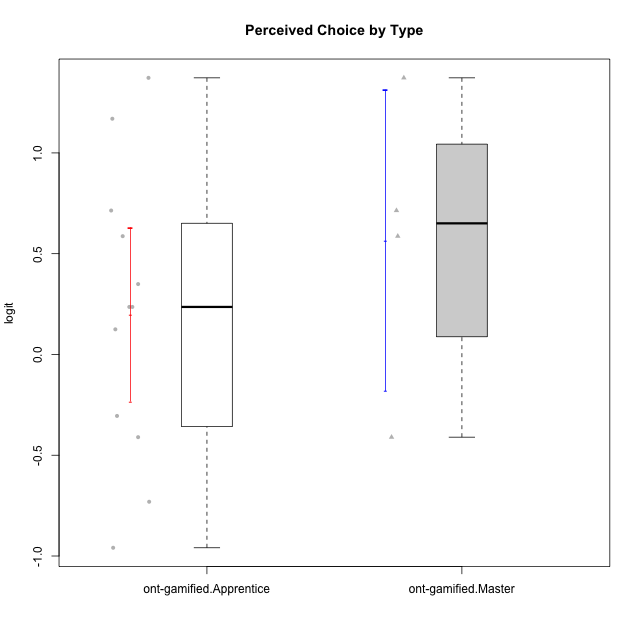 Perceived Choice by Type
logit
1.0
0.5
0.0
-0.5
-1.0
ont-gamified.Apprentice
ont-gamified.Master